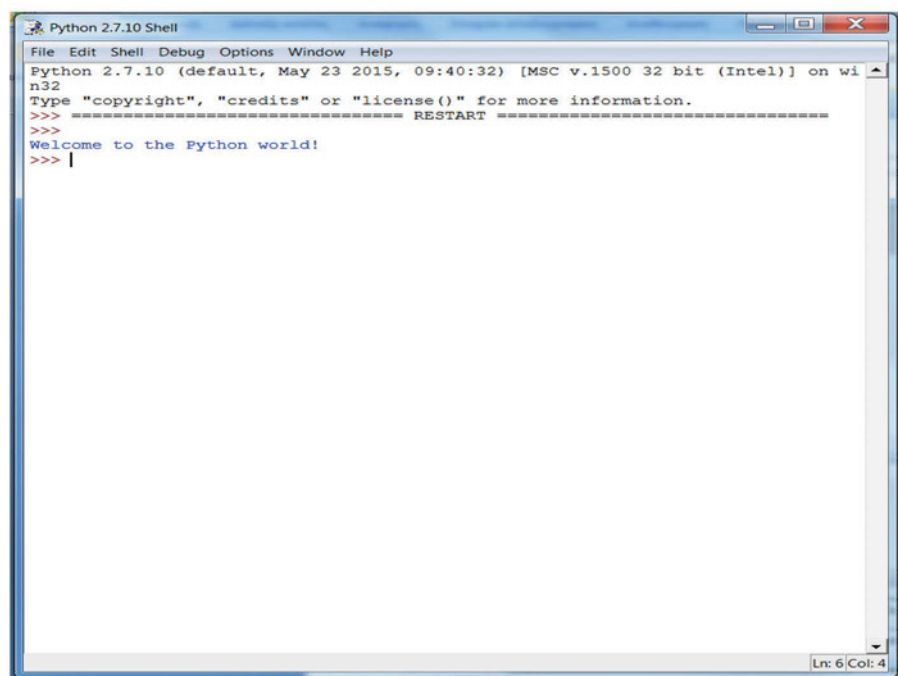 Python 2.7.10 Shell
File Edit Shell Debug Options Window Help
Python 2.7.10 (default, May 23 2015, 09:40:32) [MSC v.1500 32 bit (Intel)] on wi
n32
Type "copyright", "credits" or "license()" for more information.
>>> ================================ RESTART ================================
>>>
Welcome to the Python world!
>>>
Ln: 6 Col: 4